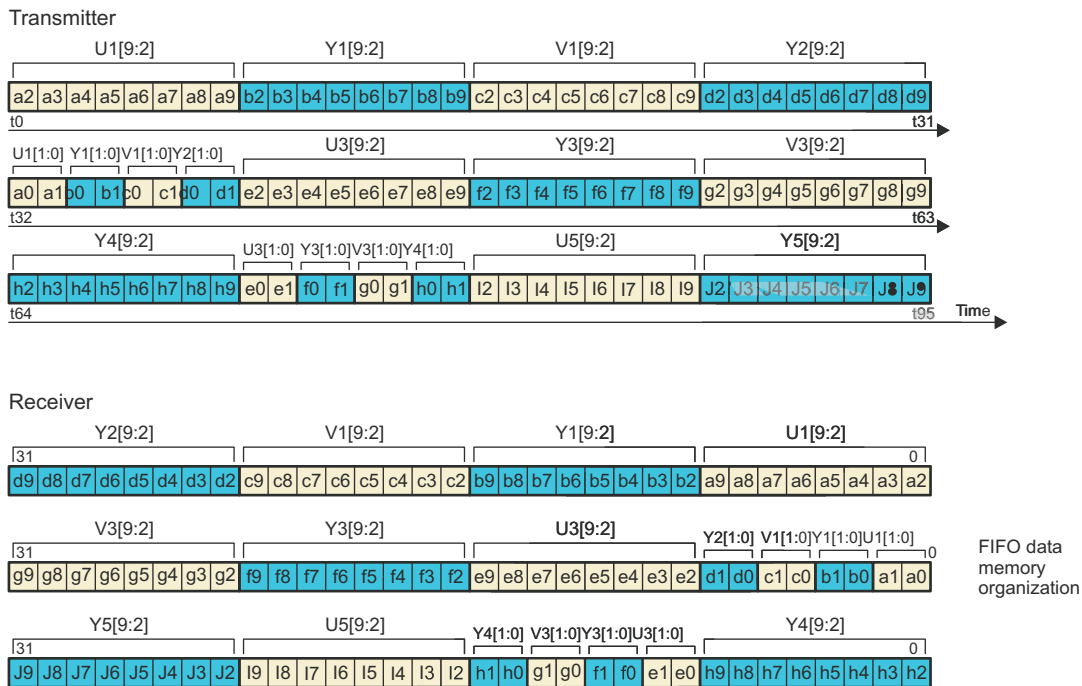 Transmitter
U1[9:2] Y1[9:2] V1[9:2] Y2[9:2]
a2 a3 a4 a5 a6 a7 a8 a9 b2 b3 b4 b5 b6 b7 b8 b9 c2 c3 c4 c5 c6 c7 c8 c9 d2 d3 d4 d5 d6 d7 d8 d9
t0 t31
U1[1:0] Y1[1:0] V1[1:0] Y2[1:0] U3[9:2] Y3[9:2] V3[9:2]
a0 a1 b0 b1 c0 c1 d0 d1 e2 e3 e4 e5 e6 e7 e8 e9 f2 f3 f4 f5 f6 f7 f8 f9 g2 g3 g4 g5 g6 g7 g8 g9
t32 t63
Y4[9:2] U3[1:0] Y3[1:0] V3[1:0] Y4[1:0] U5[9:2] Y5[9:2]
h2 h3 h4 h5 h6 h7 h8 h9 e0 e1 f0 f1 g0 g1 h0 h1 I2 I3 I4 I5 I6 I7 I8 I9 J2 J3 J4 J5 J6 J7 J8 J9
t64 t95 Time
Receiver
Y2[9:2] V1[9:2] Y1[9:2] U1[9:2]
31 0
d9 d8 d7 d6 d5 d4 d3 d2 c9 c8 c7 c6 c5 c4 c3 c2 b9 b8 b7 b6 b5 b4 b3 b2 a9 a8 a7 a6 a5 a4 a3 a2
V3[9:2] Y3[9:2] U3[9:2] Y2[1:0] V1[1:0] Y1[1:0] U1[1:0]
31 0
g9 g8 g7 g6 g5 g4 g3 g2 f9 f8 f7 f6 f5 f4 f3 f2 e9 e8 e7 e6 e5 e4 e3 e2 d1 d0 c1 c0 b1 b0 a1 a0
FIFO data
memory
organization
Y5[9:2] U5[9:2] Y4[1:0] V3[1:0] Y3[1:0] U3[1:0] Y4[9:2]
31 0
J9 J8 J7 J6 J5 J4 J3 J2 I9 I8 I7 I6 I5 I4 I3 I2 h1 h0 g1 g0 f1 f0 e1 e0 h9 h8 h7 h6 h5 h4 h3 h2